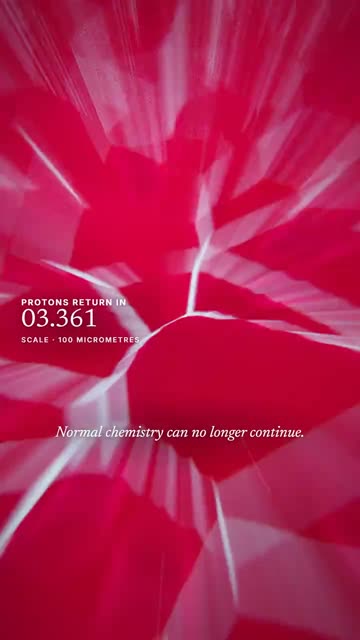 PROTONS RETURN IN
03.361
SCALE · 100 MICROMETRES
Normal chemistry can no longer continue.